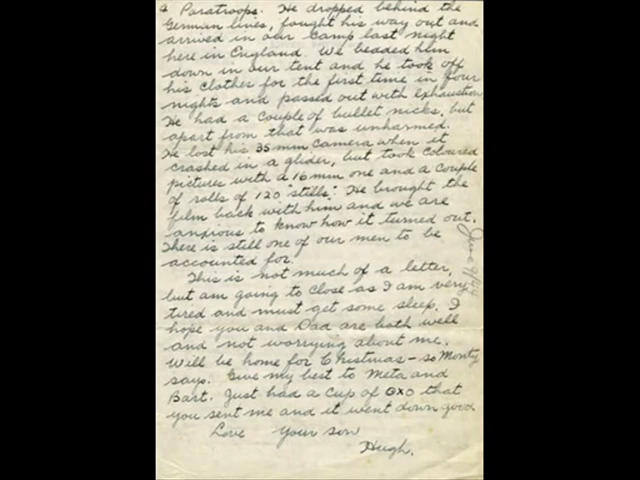 a Paratroops. He dropped behind the
German lines, fought his way out and
arrived in our camp last night
here in England. We beaded him
down in our tent and he took off
his clothes for the first time in four
nights and passed out with exhaustion
He had a couple of bullet nicks, but
apart from that was unharmed.
He lost his 35mm camera when it
crashed in a glider, but took coloured
pictures with a 16mm one and a couple
of rolls of 120 "stills". He brought the
film back with him and we are
anxious to know how it turned out.
There is still one of our men to be
accounted for.
This is not much of a letter,
but am going to close as I am very
tired and must get some sleep. I
hope you and Dad are both well
and not worrying about me.
Will be home for Christmas - so Monty
says. Give my best to Meta and
Bart. Just had a cup of OXO that
you sent me and it went down good.
Love Your son
Hugh.
June 9/44